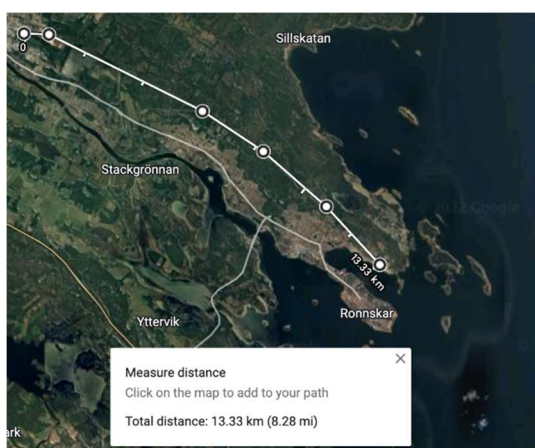 Sillskatan
0
Stackgrönnan
© 2012 Google
13.33 km
Ronnskar
Yttervik
Measure distance
Click on the map to add to your path
Total distance: 13.33 km (8.28 mi)
ark